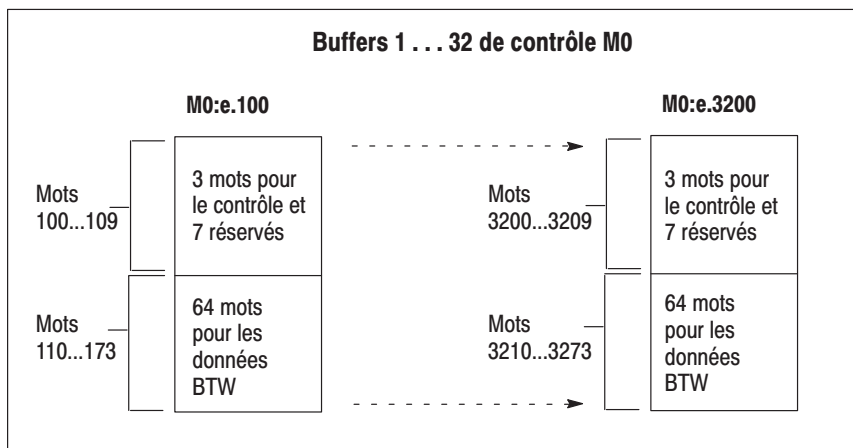 Buffers 1 . . . 32 de contrôle M0
M0:e.100
M0:e.3200
Mots
100...109
3 mots pour
le contrôle et
7 réservés
Mots
3200...3209
3 mots pour
le contrôle et
7 réservés
Mots
110...173
64 mots
pour les
données
BTW
Mots
3210...3273
64 mots
pour les
données
BTW